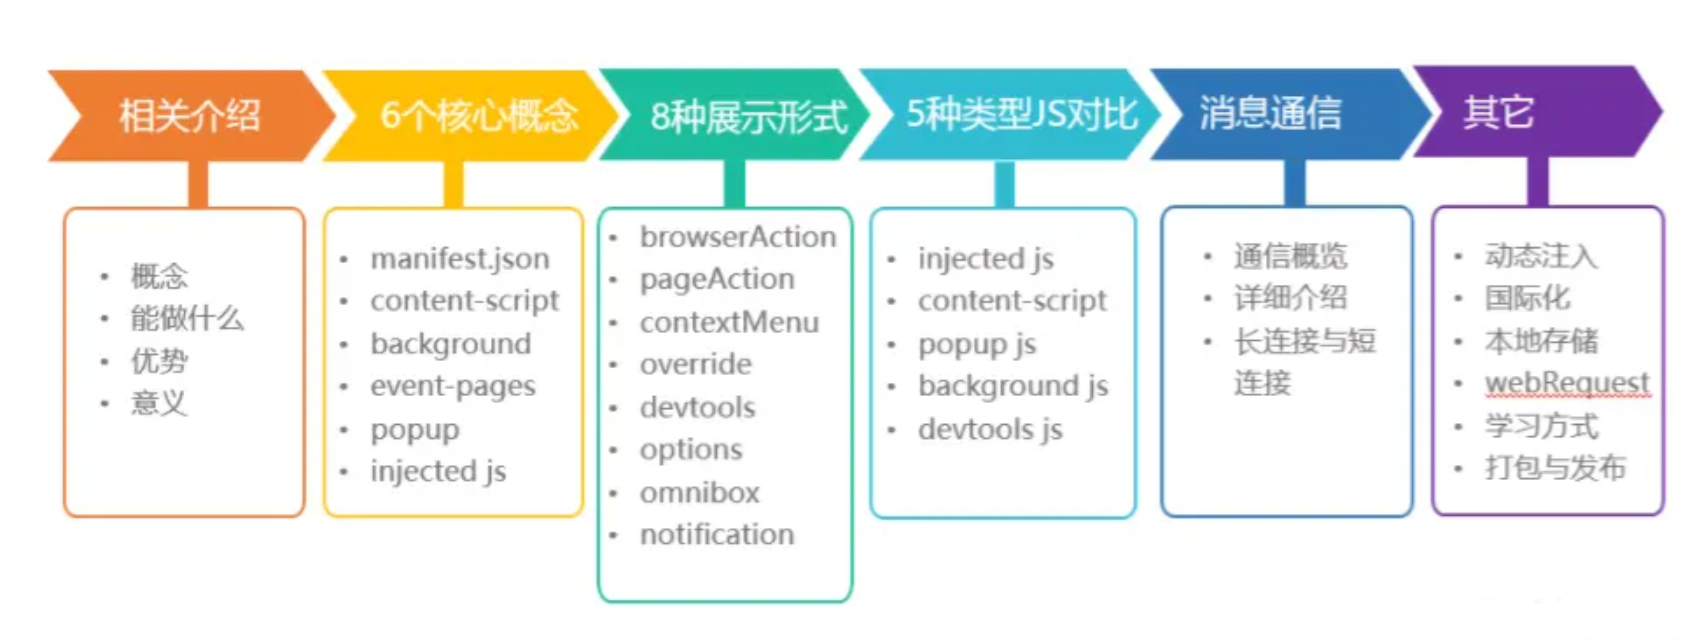 相关介绍
概念
能做什么
优势
意义
6个核心概念
manifest.json
content-script
background
event-pages
popup
injected js
8种展示形式
browserAction
pageAction
contextMenu
override
devtools
options
omnibox
notification
5种类型JS对比
injected js
content-script
popup js
background js
devtools js
消息通信
通信概览
详细介绍
长连接与短
连接
其它
动态注入
国际化
本地存储
webRequest
学习方式
打包与发布